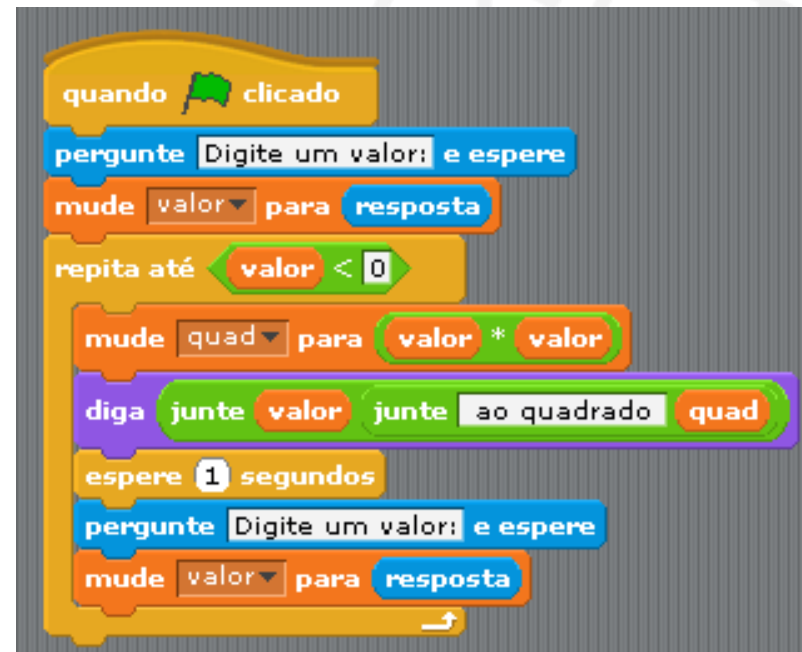 quando clicado
pergunte Digite um valor: e espere
mude valor para resposta
repita até valor < 0
mude quad para valor * valor
diga junte valor junte ao quadrado quad
espere 1 segundos
pergunte Digite um valor: e espere
mude valor para resposta